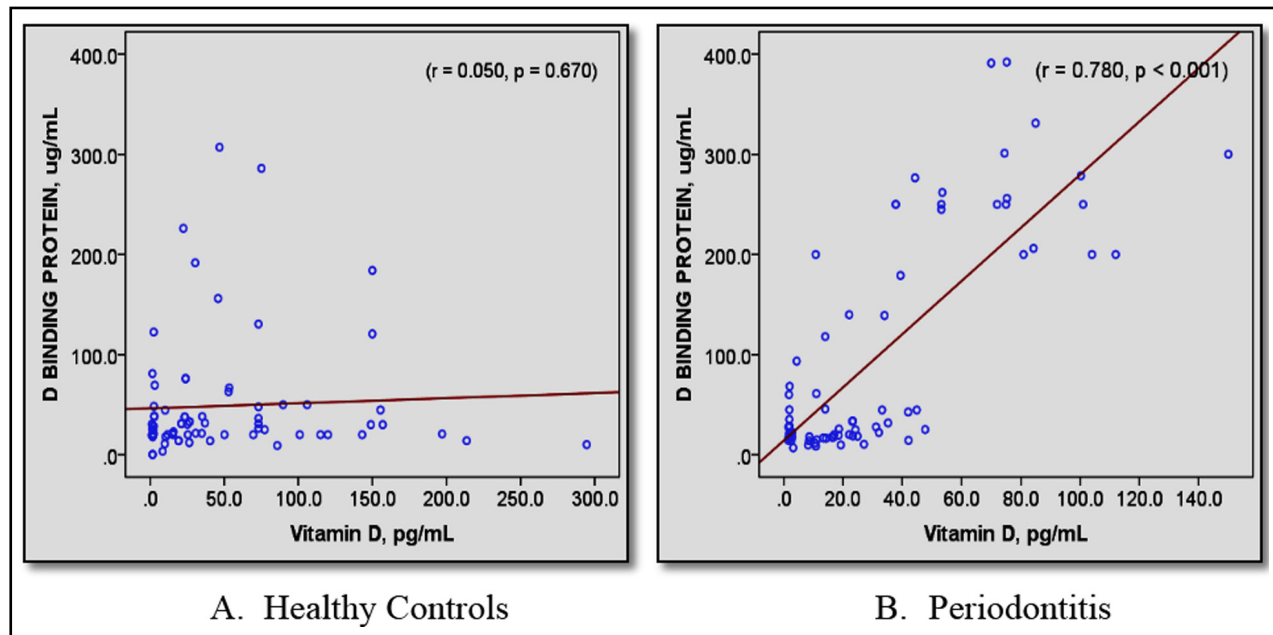 400.0
300.0
200.0
100.0
.0
D BINDING PROTEIN, ug/mL
(r = 0.050, p = 0.670)
.0 50.0 100.0 150.0 200.0 250.0 300.0
Vitamin D, pg/mL
A. Healthy Controls
400.0
300.0
200.0
100.0
.0
D BINDING PROTEIN, ug/mL
(r = 0.780, p < 0.001)
.0 20.0 40.0 60.0 80.0 100.0 120.0 140.0
Vitamin D, pg/mL
B. Periodontitis